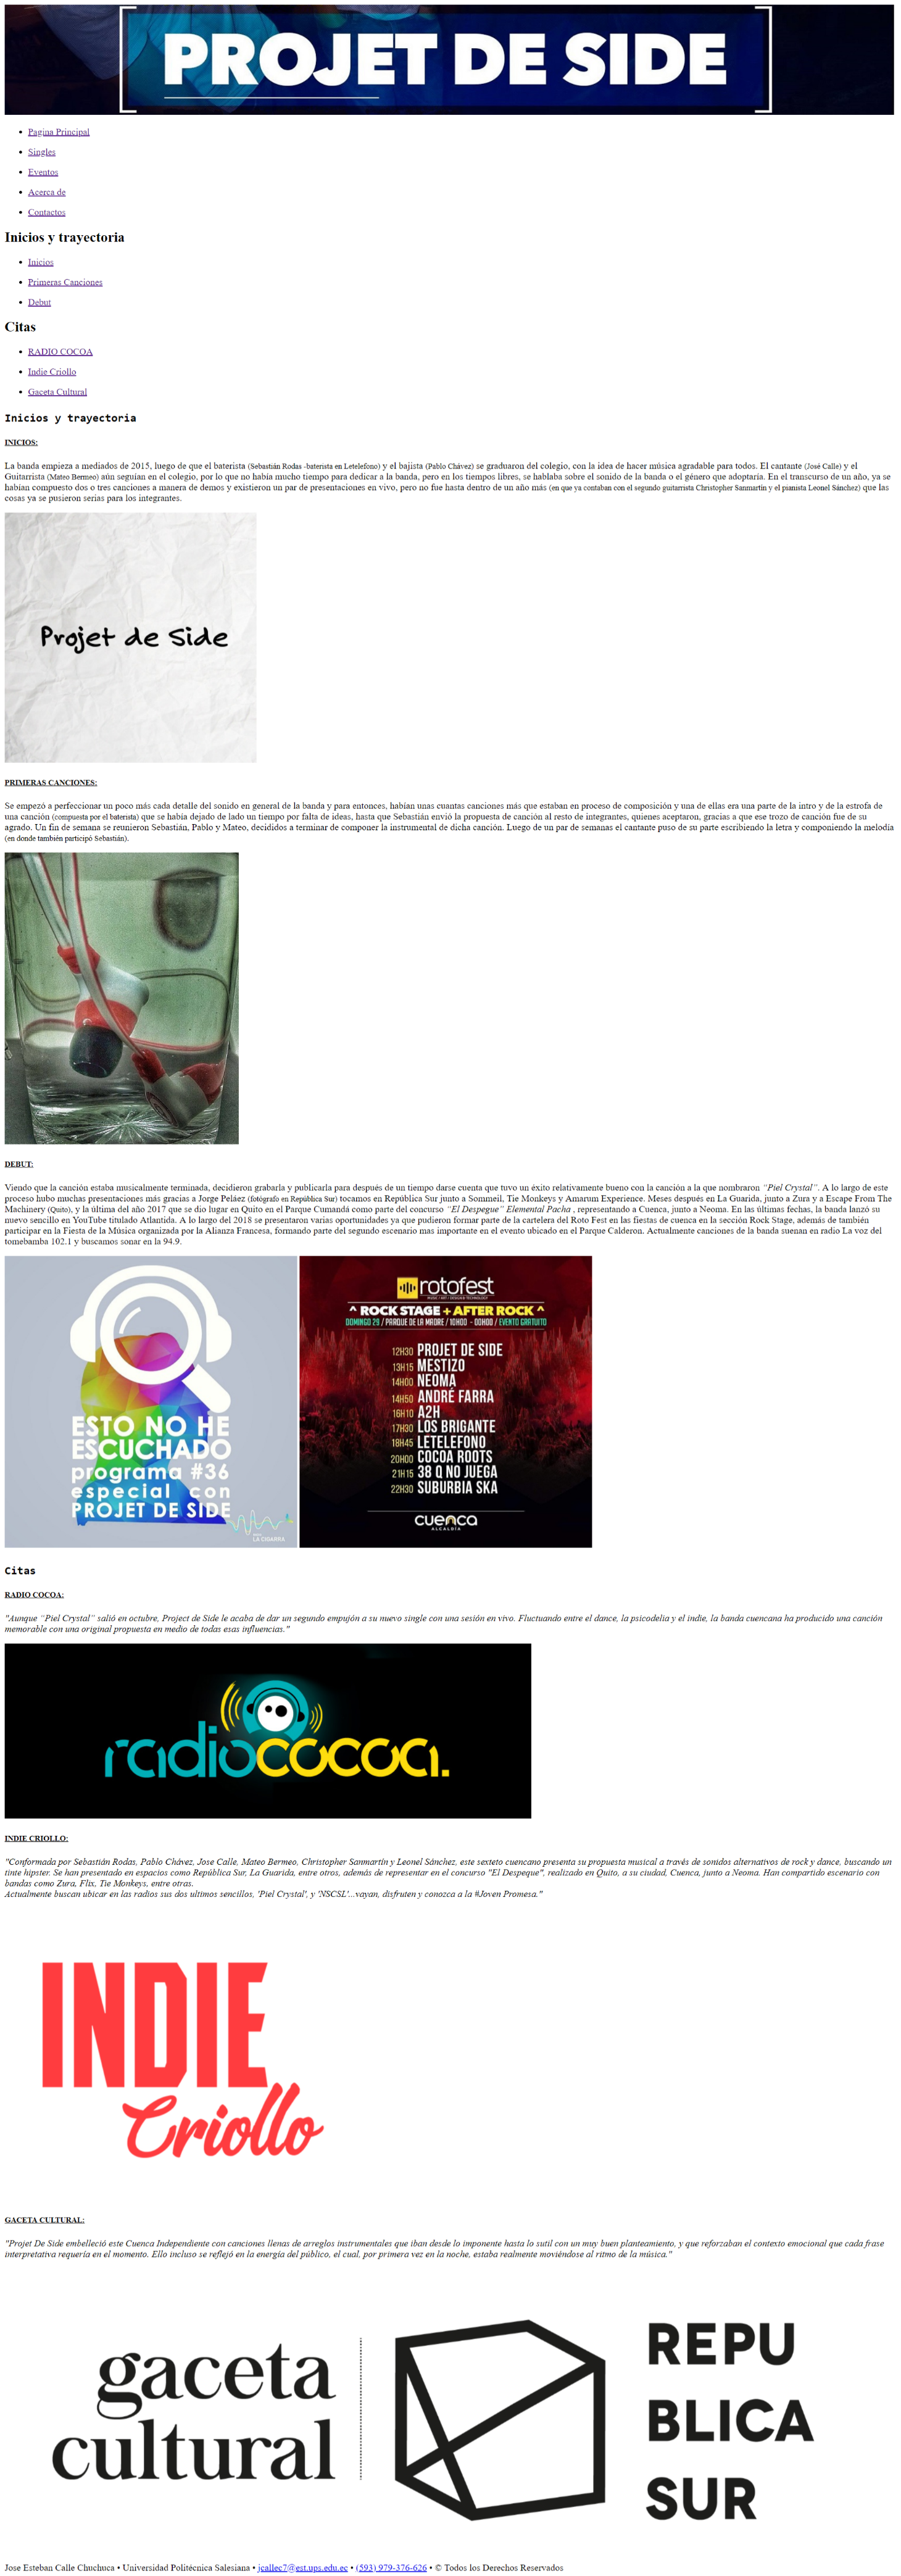 PROJET DE SIDE
Pagina Principal
Singles
Eventos
Acerca de
Contactos
Inicios y trayectoria
Inicios
Primeras Canciones
Debut
Citas
RADIO COCOA
Indie Criollo
Gaceta Cultural
Inicios y trayectoria
INICIOS:
La banda empieza a mediados de 2015, luego de que el baterista (Sebastián Rodas -baterista en Letelefono) y el bajista (Pablo Chávez) se graduaron del colegio, con la idea de hacer música agradable para todos. El cantante (José Calle) y el
Guitarrista (Mateo Bermeo) aún seguían en el colegio, por lo que no había mucho tiempo para dedicar a la banda, pero en los tiempos libres, se hablaba sobre el sonido de la banda o el género que adoptaría. En el transcurso de un año, ya se
habían compuesto dos o tres canciones a manera de demos y existieron un par de presentaciones en vivo, pero no fue hasta dentro de un año más (en que ya contaban con el segundo guitarrista Christopher Sanmartín y el pianista Leonel Sánchez) que las
cosas ya se pusieron serias para los integrantes.
Projet de Side
PRIMERAS CANCIONES:
Se empezó a perfeccionar un poco más cada detalle del sonido en general de la banda y para entonces, habían unas cuantas canciones más que estaban en proceso de composición y una de ellas era una parte de la intro y de la estrofa de
una canción (compuesta por el baterista) que se había dejado de lado un tiempo por falta de ideas, hasta que Sebastián envió la propuesta de canción al resto de integrantes, quienes aceptaron, gracias a que ese trozo de canción fue de su
agrado. Un fin de semana se reunieron Sebastián, Pablo y Mateo, decididos a terminar de componer la instrumental de dicha canción. Luego de un par de semanas el cantante puso de su parte escribiendo la letra y componiendo la melodía
(en donde también participó Sebastián).
DEBUT:
Viendo que la canción estaba musicalmente terminada, decidieron grabarla y publicarla para después de un tiempo darse cuenta que tuvo un éxito relativamente bueno con la canción a la que nombraron “Piel Crystal”. A lo largo de este
proceso hubo muchas presentaciones más gracias a Jorge Peláez (fotógrafo en República Sur) tocamos en República Sur junto a Sommeil, Tie Monkeys y Amarum Experience. Meses después en La Guarida, junto a Zura y a Escape From The
Machinery (Quito), y la última del año 2017 que se dio lugar en Quito en el Parque Cumandá como parte del concurso “El Despegue” Elemental Pacha , representando a Cuenca, junto a Neoma. En las últimas fechas, la banda lanzó su
nuevo sencillo en YouTube titulado Atlantida. A lo largo del 2018 se presentaron varias oportunidades ya que pudieron formar parte de la cartelera del Roto Fest en las fiestas de cuenca en la sección Rock Stage, además de también
participar en la Fiesta de la Música organizada por la Alianza Francesa, formando parte del segundo escenario mas importante en el evento ubicado en el Parque Calderon. Actualmente canciones de la banda suenan en radio La voz del
tomebamba 102.1 y buscamos sonar en la 94.9.
ESTO NO HE
ESCUCHADO
programa #36
especial con
PROJET DE SIDE
LA CIGARRA
rotofest
^ ROCK STAGE + AFTER ROCK ^
DOMINGO 29 / PARQUE DE LA MADRE / 10H00 - 00H00 / EVENTO GRATUITO
12H30 PROJET DE SIDE
13H15 MESTIZO
14H00 NEOMA
14H50 ANDRÉ FARRA
16H10 A2H
17H30 LOS BRIGANTE
18H45 LETELEFONO
20H00 COCOA ROOTS
21H15 38 Q NO JUEGA
22H30 SUBURBIA SKA
CUENCA
ALCALDÍA
Citas
RADIO COCOA:
"Aunque “Piel Crystal” salió en octubre, Project de Side le acaba de dar un segundo empujón a su nuevo single con una sesión en vivo. Fluctuando entre el dance, la psicodelia y el indie, la banda cuencana ha producido una canción
memorable con una original propuesta en medio de todas esas influencias."
radiococoa.
INDIE CRIOLLO:
"Conformada por Sebastián Rodas, Pablo Chávez, Jose Calle, Mateo Bermeo, Christopher Sanmartín y Leonel Sánchez, este sexteto cuencano presenta su propuesta musical a través de sonidos alternativos de rock y dance, buscando un
tinte hipster. Se han presentado en espacios como República Sur, La Guarida, entre otros, además de representar en el concurso "El Despeque", realizado en Quito, a su ciudad, Cuenca, junto a Neoma. Han compartido escenario con
bandas como Zura, Flix, Tie Monkeys, entre otras.
Actualmente buscan ubicar en las radios sus dos ultimos sencillos, 'Piel Crystal', y 'NSCSL'...vayan, disfruten y conozca a la #Joven Promesa."
INDIE
Criollo
GACETA CULTURAL:
"Projet De Side embelleció este Cuenca Independiente con canciones llenas de arreglos instrumentales que iban desde lo imponente hasta lo sutil con un muy buen planteamiento, y que reforzaban el contexto emocional que cada frase
interpretativa requería en el momento. Ello incluso se reflejó en la energía del público, el cual, por primera vez en la noche, estaba realmente moviéndose al ritmo de la música."
gaceta
cultural
REPU
BLICA
SUR
Jose Esteban Calle Chuchuca • Universidad Politécnica Salesiana • jcallec7@est.ups.edu.ec • (593) 979-376-626 • © Todos los Derechos Reservados